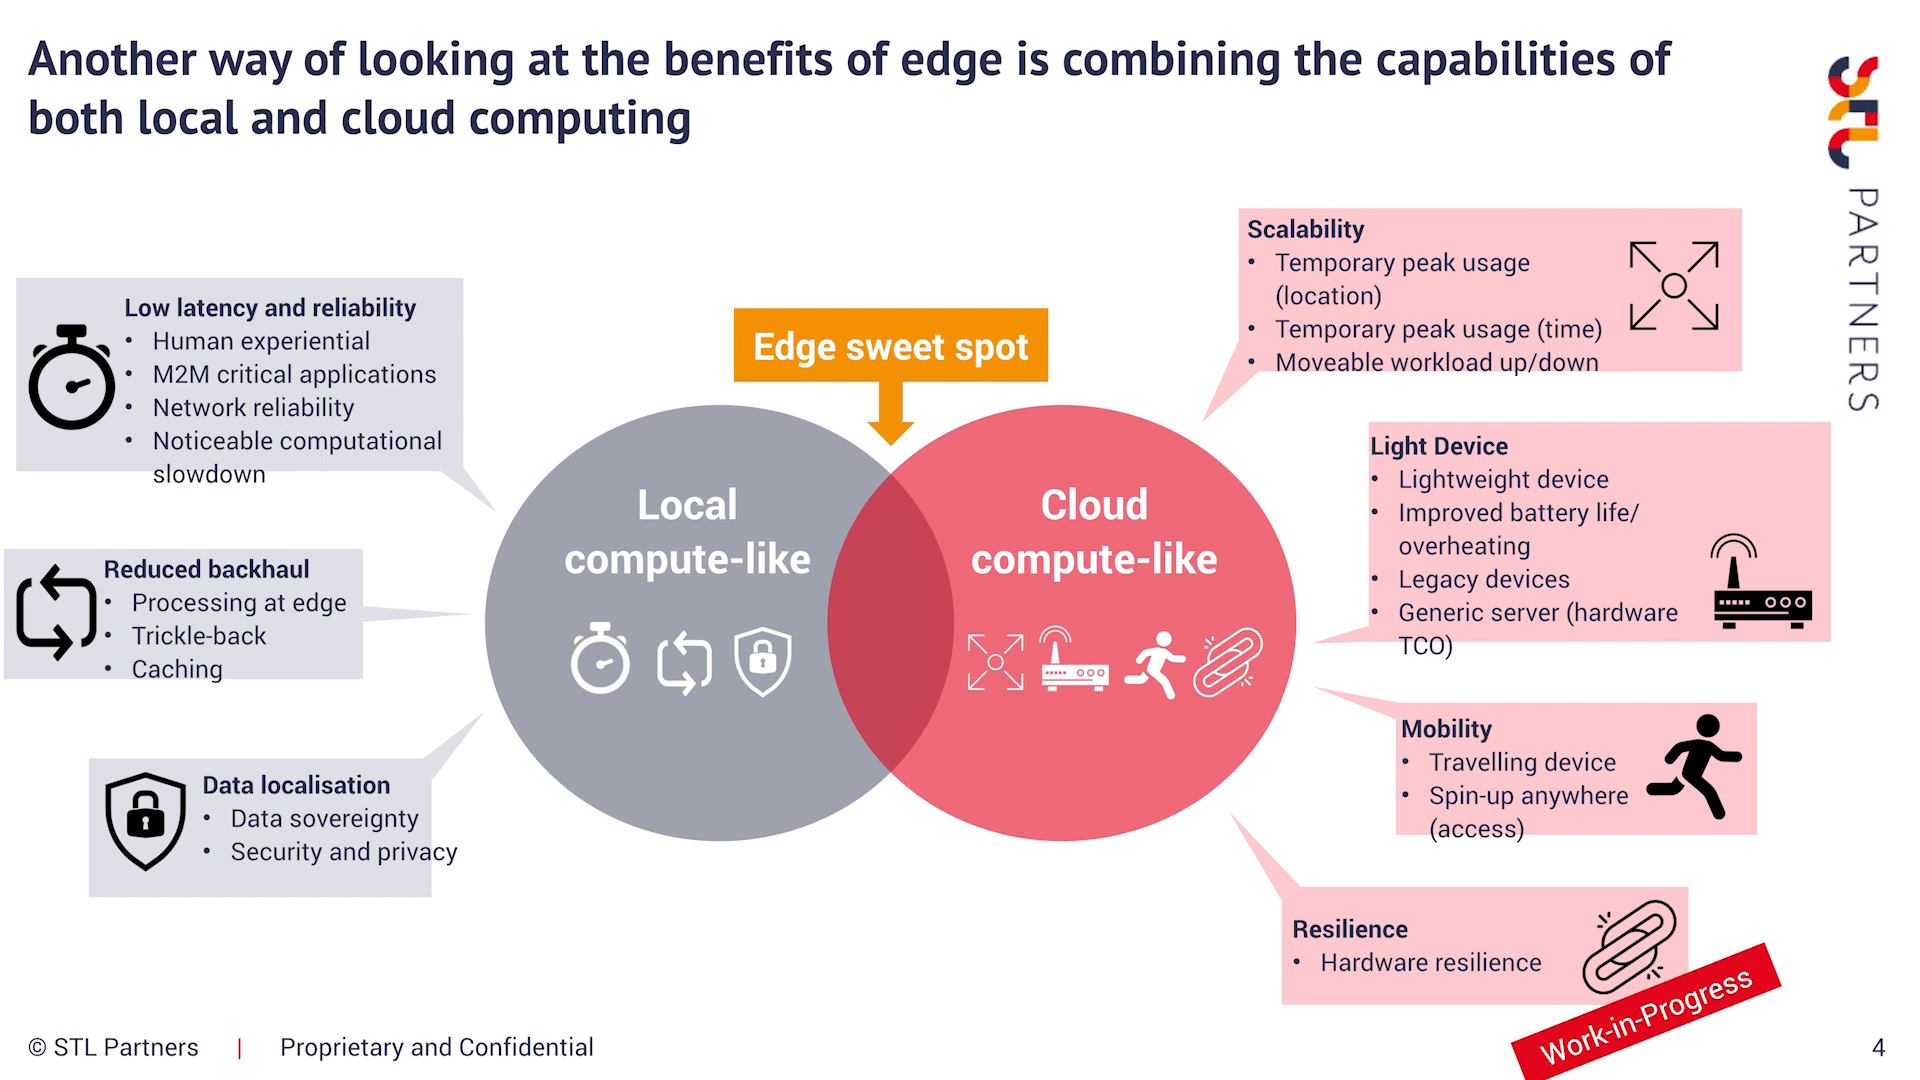 Another way of looking at the benefits of edge is combining the capabilities of
both local and cloud computing
STL
PARTNERS
Low latency and reliability
• Human experiential
• M2M critical applications
• Network reliability
• Noticeable computational
slowdown
Reduced backhaul
• Processing at edge
• Trickle-back
• Caching
Data localisation
• Data sovereignty
• Security and privacy
Edge sweet spot
Local
compute-like
Cloud
compute-like
Scalability
• Temporary peak usage
(location)
• Temporary peak usage (time)
• Moveable workload up/down
Light Device
• Lightweight device
• Improved battery life/
overheating
• Legacy devices
• Generic server (hardware
TCO)
Mobility
• Travelling device
• Spin-up anywhere
(access)
Resilience
• Hardware resilience
Work-in-Progress
© STL Partners | Proprietary and Confidential
4